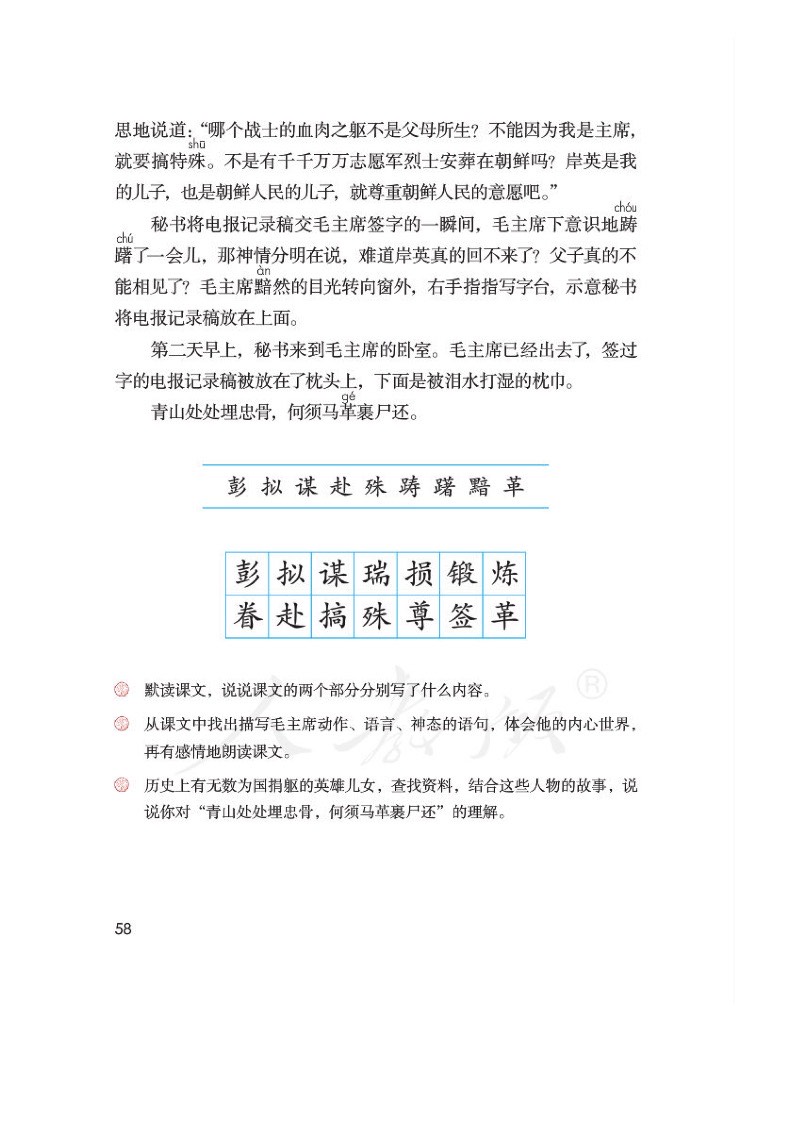 思地说道：“哪个战士的血肉之躯不是父母所生？不能因为我是主席，
shū
就要搞特殊。不是有千千万万志愿军烈士安葬在朝鲜吗？岸英是我
的儿子，也是朝鲜人民的儿子，就尊重朝鲜人民的意愿吧。”
chóu
秘书将电报记录稿交毛主席签字的一瞬间，毛主席下意识地踌
chú
躇了一会儿，那神情分明在说，难道岸英真的回不来了？父子真的不
àn
能相见了？毛主席黯然的目光转向窗外，右手指指写字台，示意秘书
将电报记录稿放在上面。
第二天早上，秘书来到毛主席的卧室。毛主席已经出去了，签过
字的电报记录稿被放在了枕头上，下面是被泪水打湿的枕巾。
gé
青山处处埋忠骨，何须马革裹尸还。
彭 拟 谋 赴 殊 踌 躇 黯 革
彭 拟 谋 瑞 损 锻 炼
眷 赴 搞 殊 尊 签 革
默读课文，说说课文的两个部分分别写了什么内容。
从课文中找出描写毛主席动作、语言、神态的语句，体会他的内心世界，
再有感情地朗读课文。
历史上有无数为国捐躯的英雄儿女，查找资料，结合这些人物的故事，说
说你对“青山处处埋忠骨，何须马革裹尸还”的理解。
人教领®
58